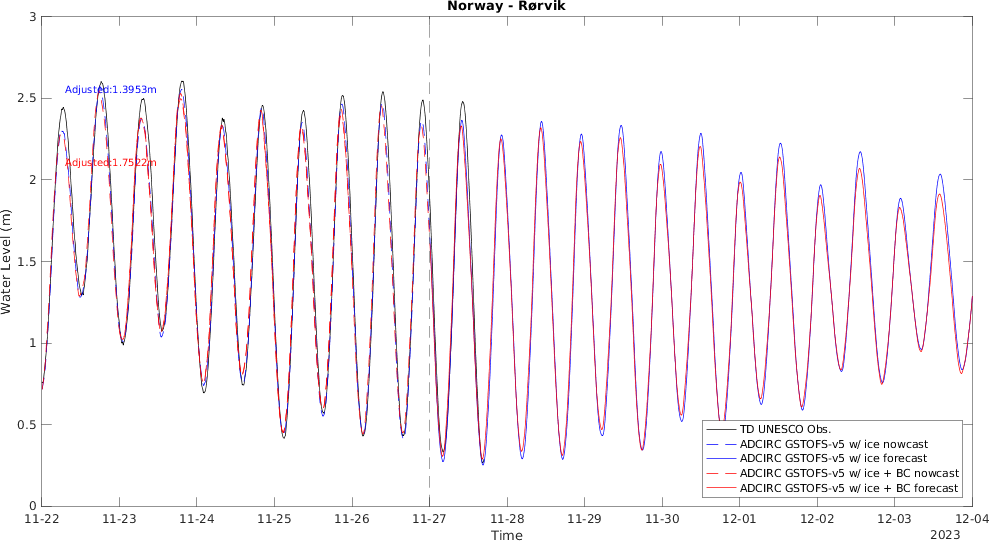 Norway - Rørvik
Water Level (m)
3
2.5
2
1.5
1
0.5
0
Adjusted:1.3953m
Adjusted:1.7522m
TD UNESCO Obs.
ADCIRC GSTOFS-v5 w/ ice nowcast
ADCIRC GSTOFS-v5 w/ ice forecast
ADCIRC GSTOFS-v5 w/ ice + BC nowcast
ADCIRC GSTOFS-v5 w/ ice + BC forecast
11-22 11-23 11-24 11-25 11-26 11-27 11-28 11-29 11-30 12-01 12-02 12-03 12-04
Time
2023